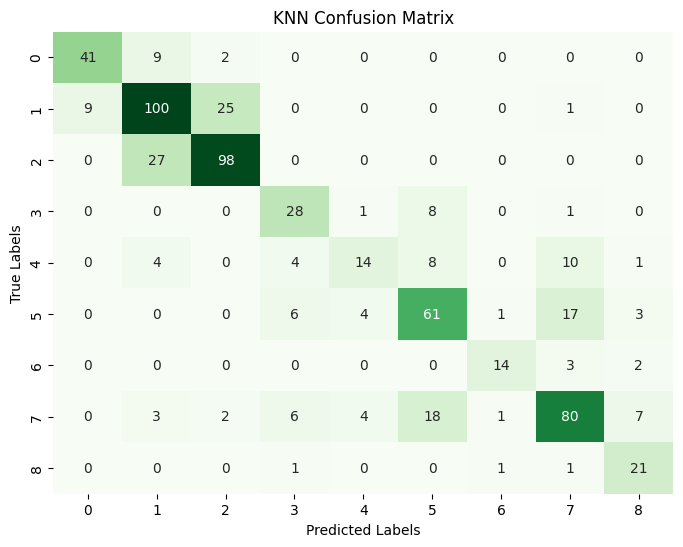 KNN Confusion Matrix
0 41 9 2 0 0 0 0 0 0
1 9 100 25 0 0 0 0 1 0
2 0 27 98 0 0 0 0 0 0
3 0 0 0 28 1 8 0 1 0
4 0 4 0 4 14 8 0 10 1
5 0 0 0 6 4 61 1 17 3
6 0 0 0 0 0 0 14 3 2
7 0 3 2 6 4 18 1 80 7
8 0 0 0 1 0 0 1 1 21
0 1 2 3 4 5 6 7 8
True Labels
Predicted Labels